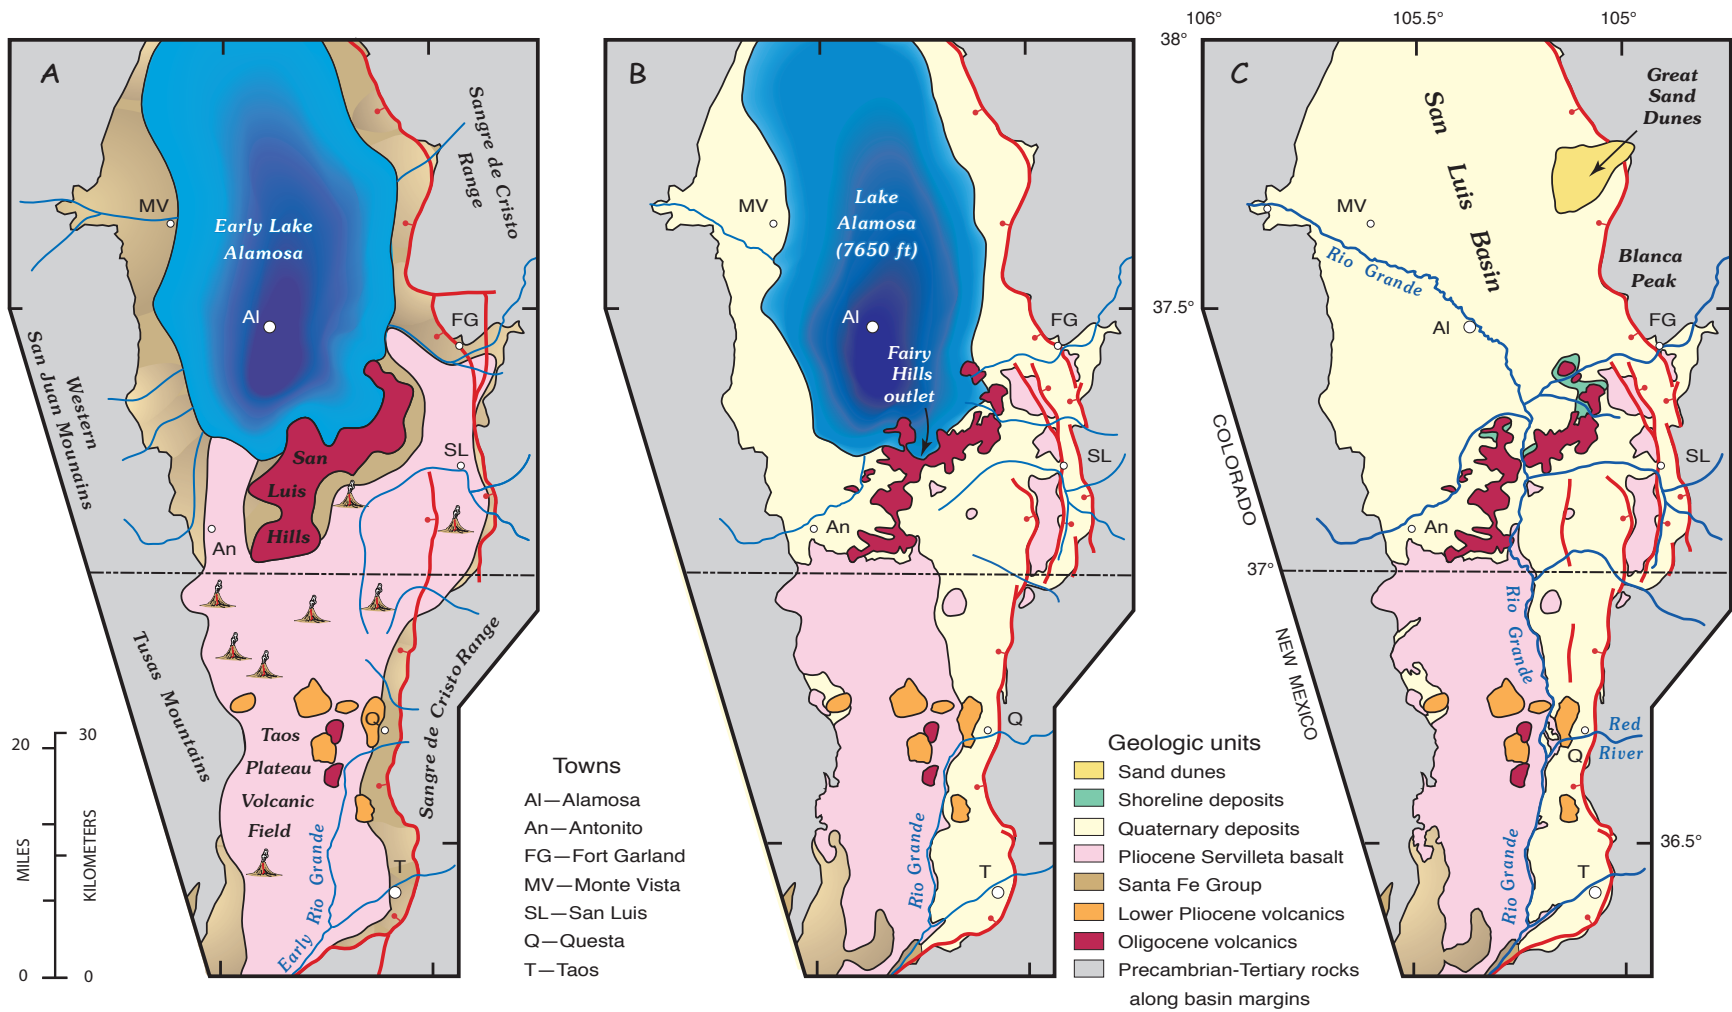 A
Sangre de Cristo
Range
MV
Early Lake
Alamosa
Al
FG
Western
San Juan Mountains
San
Luis
Hills
SL
An
Tusas Mountains
Sangre de Cristo Range
Taos
Plateau
Volcanic
Field
Q
T
Early Rio Grande
20
30
MILES
KILOMETERS
0
0
Towns
Al—Alamosa
An—Antonito
FG—Fort Garland
MV—Monte Vista
SL—San Luis
Q—Questa
T—Taos
B
MV
Lake
Alamosa
(7650 ft)
Al
Fairy
Hills
outlet
FG
SL
An
Q
T
Rio Grande
106°
105.5°
105°
38°
37.5°
37°
36.5°
C
Great
Sand
Dunes
San Luis Basin
MV
Rio Grande
Blanca
Peak
Al
FG
COLORADO
SL
An
NEW MEXICO
Rio Grande
Red
River
Q
T
Rio Grande
Geologic units
Sand dunes
Shoreline deposits
Quaternary deposits
Pliocene Servilleta basalt
Santa Fe Group
Lower Pliocene volcanics
Oligocene volcanics
Precambrian-Tertiary rocks
along basin margins